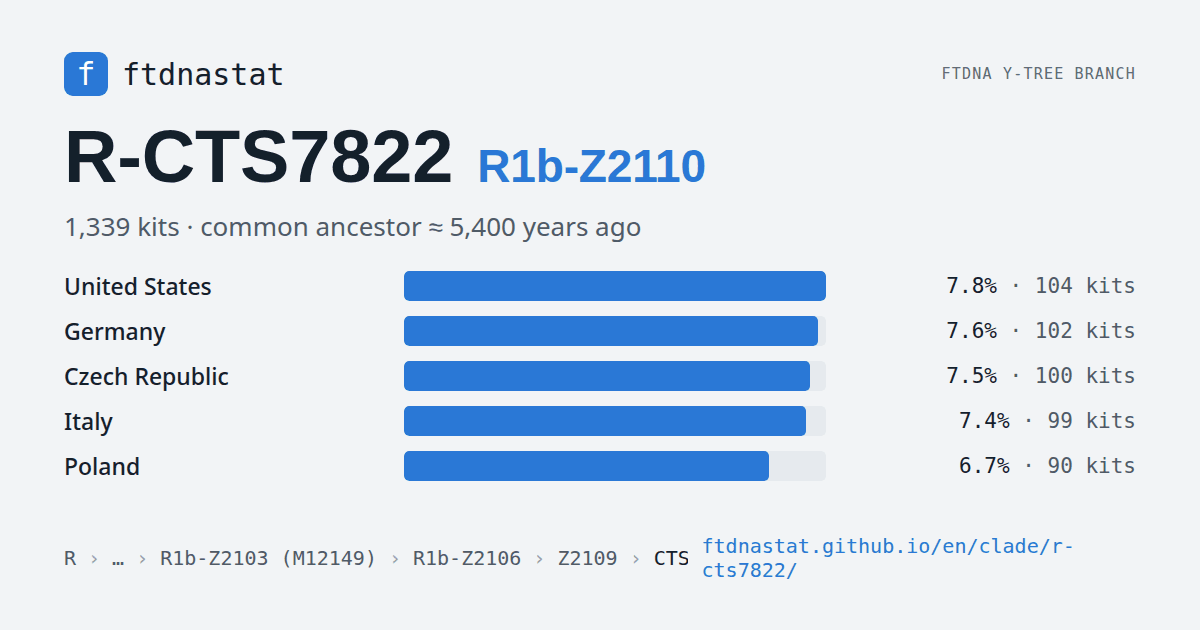 f ftdnastat
FTDNA Y-TREE BRANCH
R-CTS7822 R1b-Z2110
1,339 kits · common ancestor ≈ 5,400 years ago
United States 7.8% · 104 kits
Germany 7.6% · 102 kits
Czech Republic 7.5% · 100 kits
Italy 7.4% · 99 kits
Poland 6.7% · 90 kits
R › … › R1b-Z2103 (M12149) › R1b-Z2106 › Z2109 › CTS
ftdnastat.github.io/en/clade/r-
cts7822/